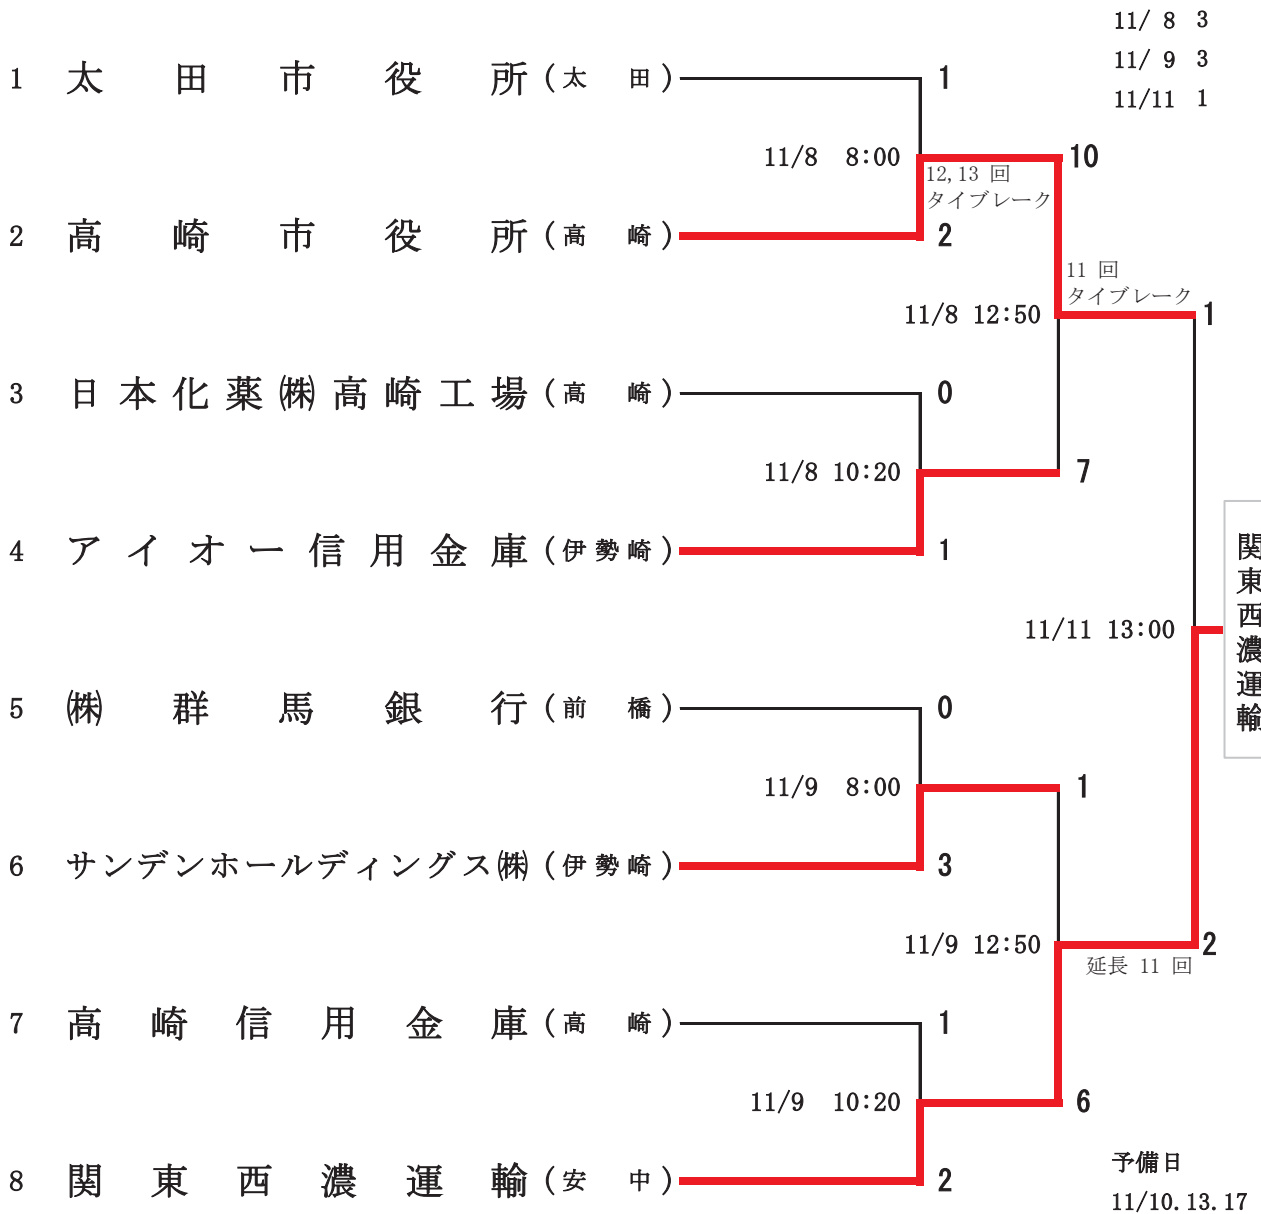 11/ 8 3
11/ 9 3
11/11 1
1 太田市役所(太田) 1
11/8 8:00
10
12,13 回
タイブレーク
2 高崎市役所(高崎) 2
11 回
タイブレーク
11/8 12:50
1
3 日本化薬㈱高崎工場(高崎) 0
11/8 10:20
7
4 アイオー信用金庫(伊勢崎) 1
関東西濃運輸
11/11 13:00
5 ㈱群馬銀行(前橋) 0
11/9 8:00
1
6 サンデンホールディングス㈱(伊勢崎) 3
11/9 12:50
2
延長 11 回
7 高崎信用金庫(高崎) 1
11/9 10:20
6
8 関東西濃運輸(安中) 2
予備日
11/10.13.17